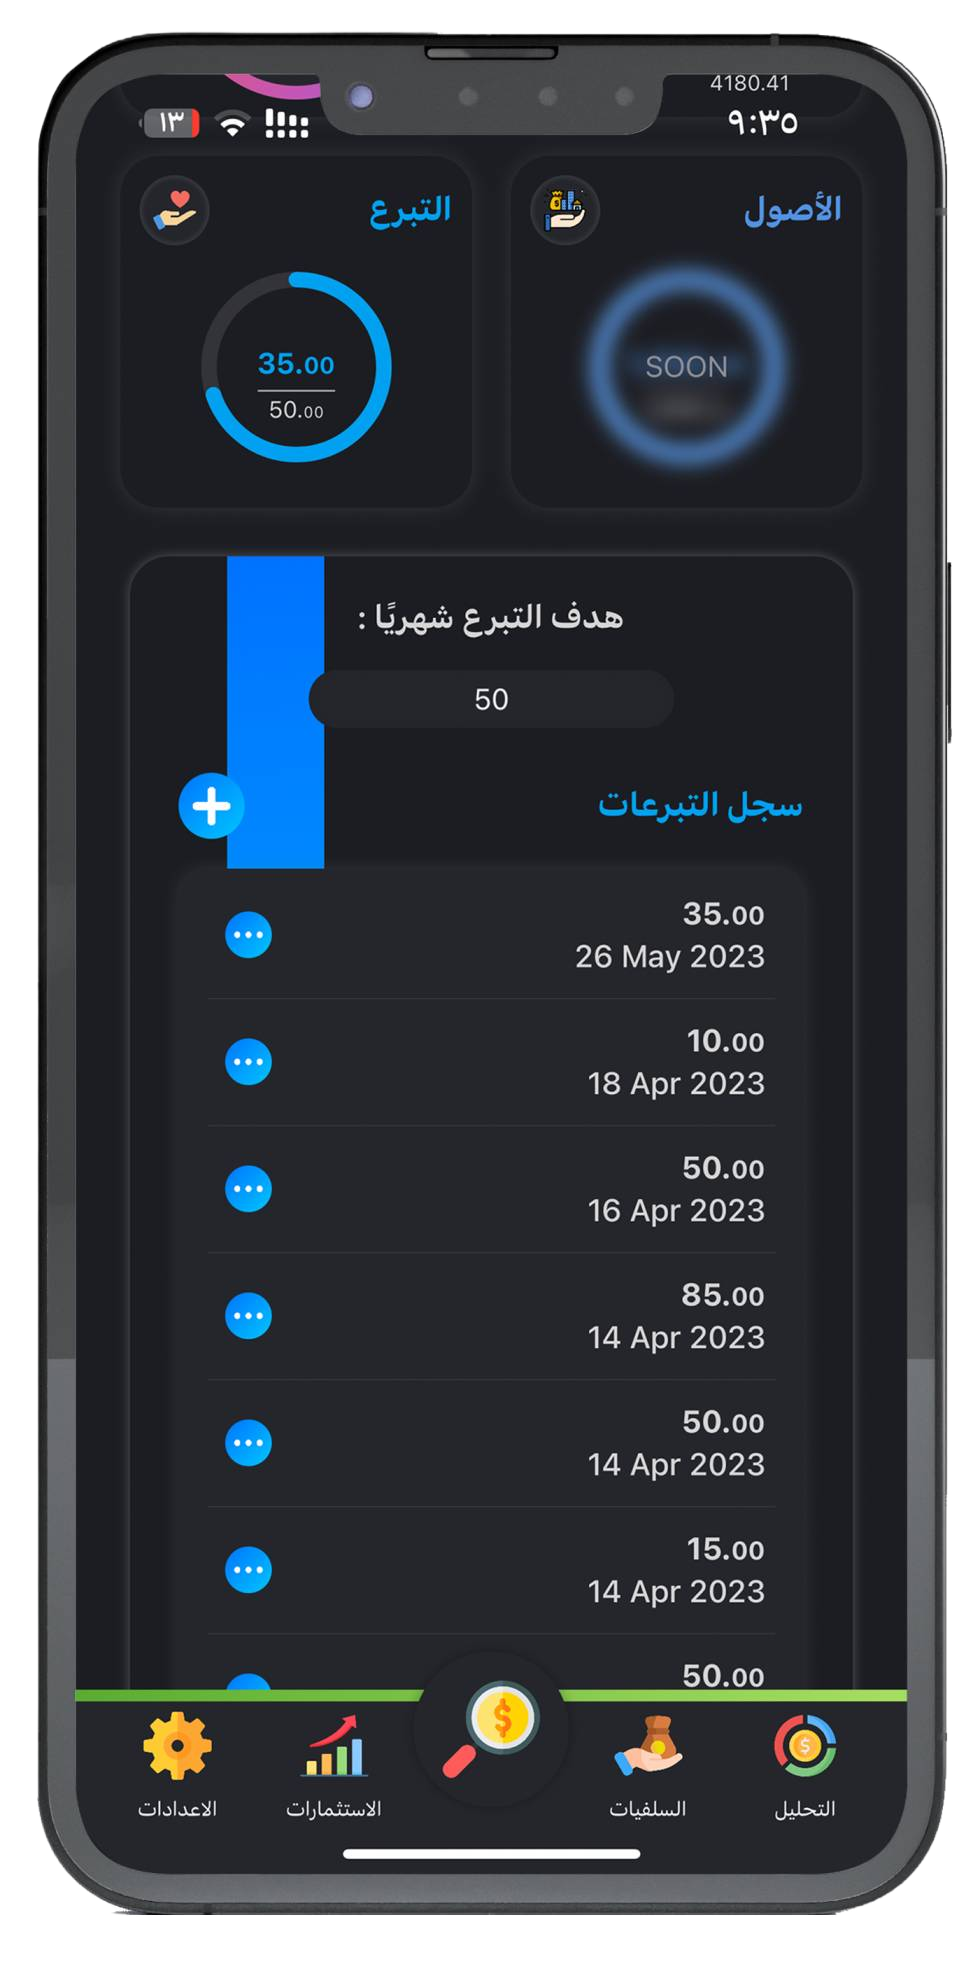 4180.41
٩:٣٥
١٣
الأصول
التبرع
SOON
35.00
50.00
هدف التبرع شهريًا :
50
سجل التبرعات
35.00
26 May 2023
10.00
18 Apr 2023
50.00
16 Apr 2023
85.00
14 Apr 2023
50.00
14 Apr 2023
15.00
14 Apr 2023
50.00
التحليل
السلفيات
الاستثمارات
الاعدادات